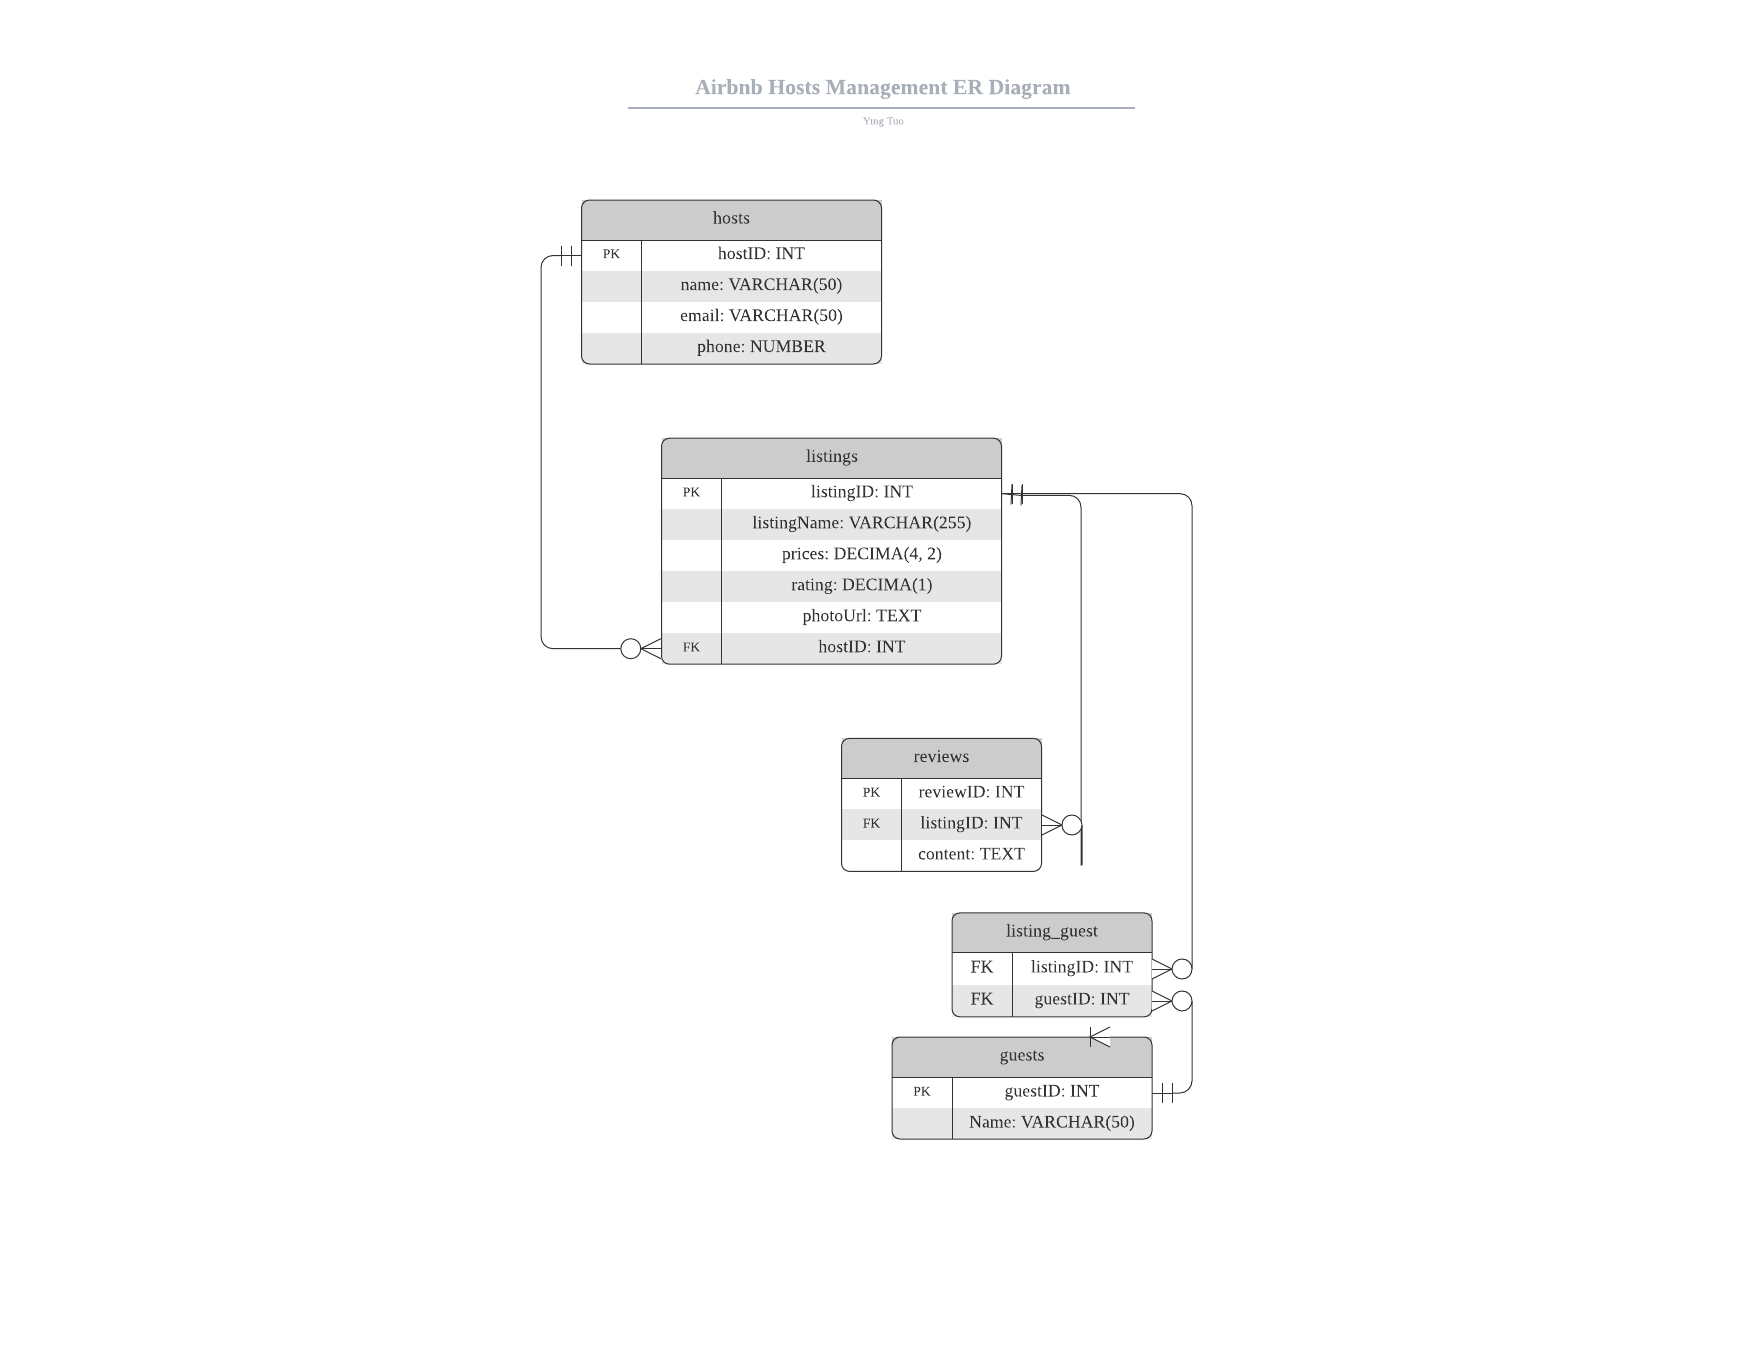 Airbnb Hosts Management ER Diagram
Ying Tuo
hosts
PK hostID: INT
name: VARCHAR(50)
email: VARCHAR(50)
phone: NUMBER
listings
PK listingID: INT
listingName: VARCHAR(255)
prices: DECIMA(4, 2)
rating: DECIMA(1)
photoUrl: TEXT
FK hostID: INT
reviews
PK reviewID: INT
FK listingID: INT
content: TEXT
listing_guest
FK listingID: INT
FK guestID: INT
guests
PK guestID: INT
Name: VARCHAR(50)